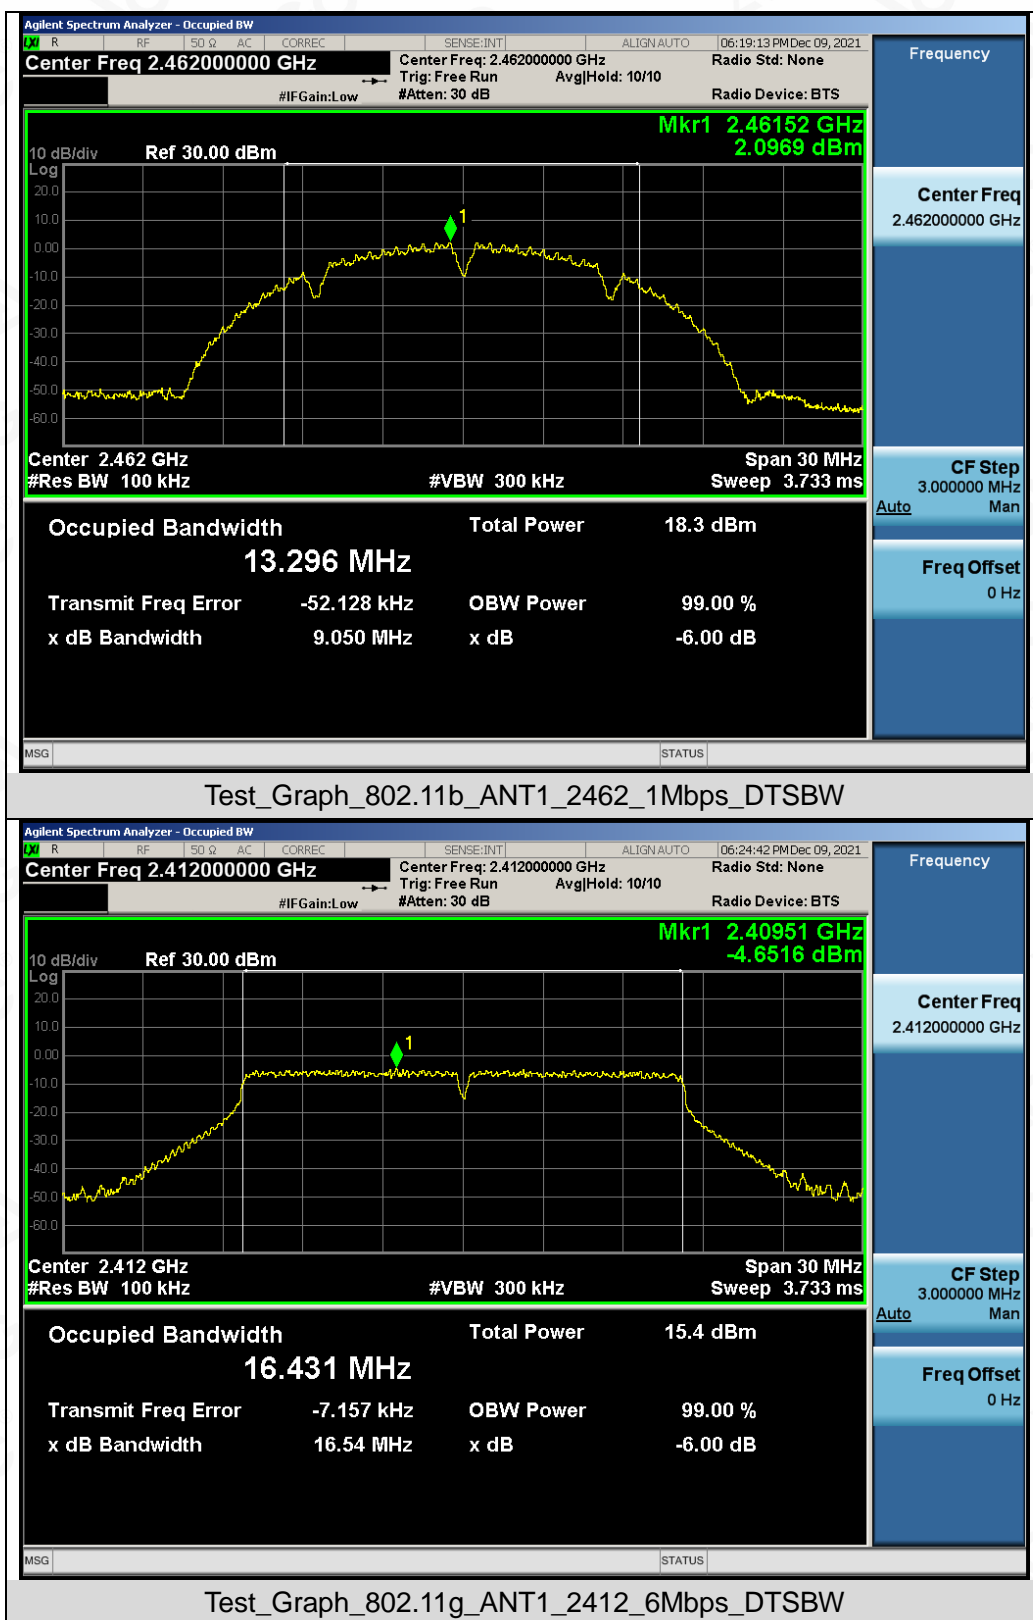 Agilent Spectrum Analyzer - Occupied BW
LXI R RF 50 Ω AC CORREC SENSE:INT ALIGN AUTO 06:19:13 PM Dec 09, 2021
Center Freq 2.462000000 GHz Center Freq: 2.462000000 GHz Radio Std: None Frequency
Trig: Free Run Avg|Hold: 10/10
#IFGain:Low #Atten: 30 dB Radio Device: BTS
Mkr1 2.46152 GHz
2.0969 dBm
10 dB/div Ref 30.00 dBm
Log
20.0
Center Freq
2.462000000 GHz
10.0
1
0.00
-10.0
-20.0
-30.0
-40.0
-50.0
-60.0
Center 2.462 GHz Span 30 MHz
#Res BW 100 kHz #VBW 300 kHz Sweep 3.733 ms
CF Step
3.000000 MHz
Auto Man
Occupied Bandwidth Total Power 18.3 dBm
13.296 MHz
Freq Offset
0 Hz
Transmit Freq Error -52.128 kHz OBW Power 99.00 %
x dB Bandwidth 9.050 MHz x dB -6.00 dB
MSG STATUS
Test_Graph_802.11b_ANT1_2462_1Mbps_DTSBW
Agilent Spectrum Analyzer - Occupied BW
LXI R RF 50 Ω AC CORREC SENSE:INT ALIGN AUTO 06:24:42 PM Dec 09, 2021
Center Freq 2.412000000 GHz Center Freq: 2.412000000 GHz Radio Std: None Frequency
Trig: Free Run Avg|Hold: 10/10
#IFGain:Low #Atten: 30 dB Radio Device: BTS
Mkr1 2.40951 GHz
-4.6516 dBm
10 dB/div Ref 30.00 dBm
Log
20.0
Center Freq
2.412000000 GHz
10.0
1
0.00
-10.0
-20.0
-30.0
-40.0
-50.0
-60.0
Center 2.412 GHz Span 30 MHz
#Res BW 100 kHz #VBW 300 kHz Sweep 3.733 ms
CF Step
3.000000 MHz
Auto Man
Occupied Bandwidth Total Power 15.4 dBm
16.431 MHz
Freq Offset
0 Hz
Transmit Freq Error -7.157 kHz OBW Power 99.00 %
x dB Bandwidth 16.54 MHz x dB -6.00 dB
MSG STATUS
Test_Graph_802.11g_ANT1_2412_6Mbps_DTSBW